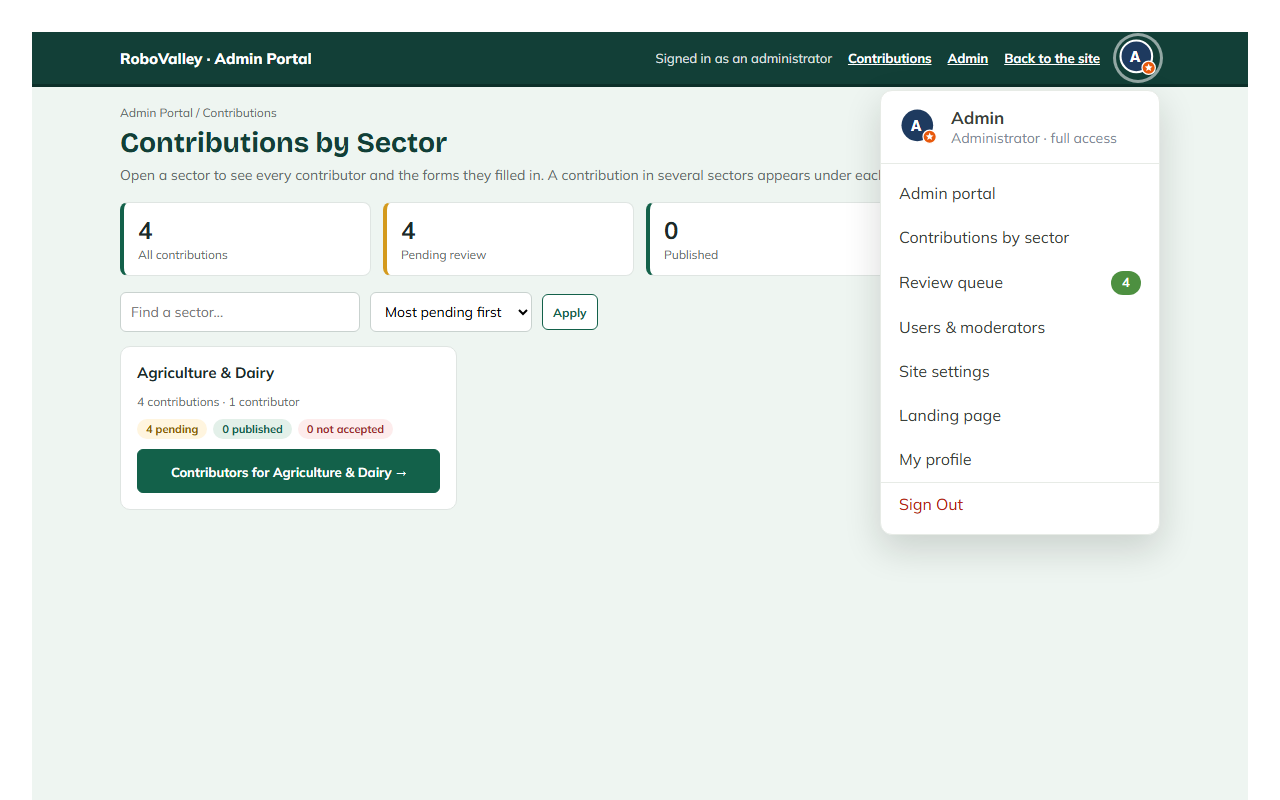 RoboValley · Admin Portal
Signed in as an administrator Contributions Admin Back to the site A
Admin Portal / Contributions
Contributions by Sector
Open a sector to see every contributor and the forms they filled in. A contribution in several sectors appears under each
4
All contributions
4
Pending review
0
Published
Find a sector...
Most pending first
Apply
Agriculture & Dairy
4 contributions · 1 contributor
4 pending 0 published 0 not accepted
Contributors for Agriculture & Dairy →
A
Admin
Administrator · full access
Admin portal
Contributions by sector
Review queue 4
Users & moderators
Site settings
Landing page
My profile
Sign Out